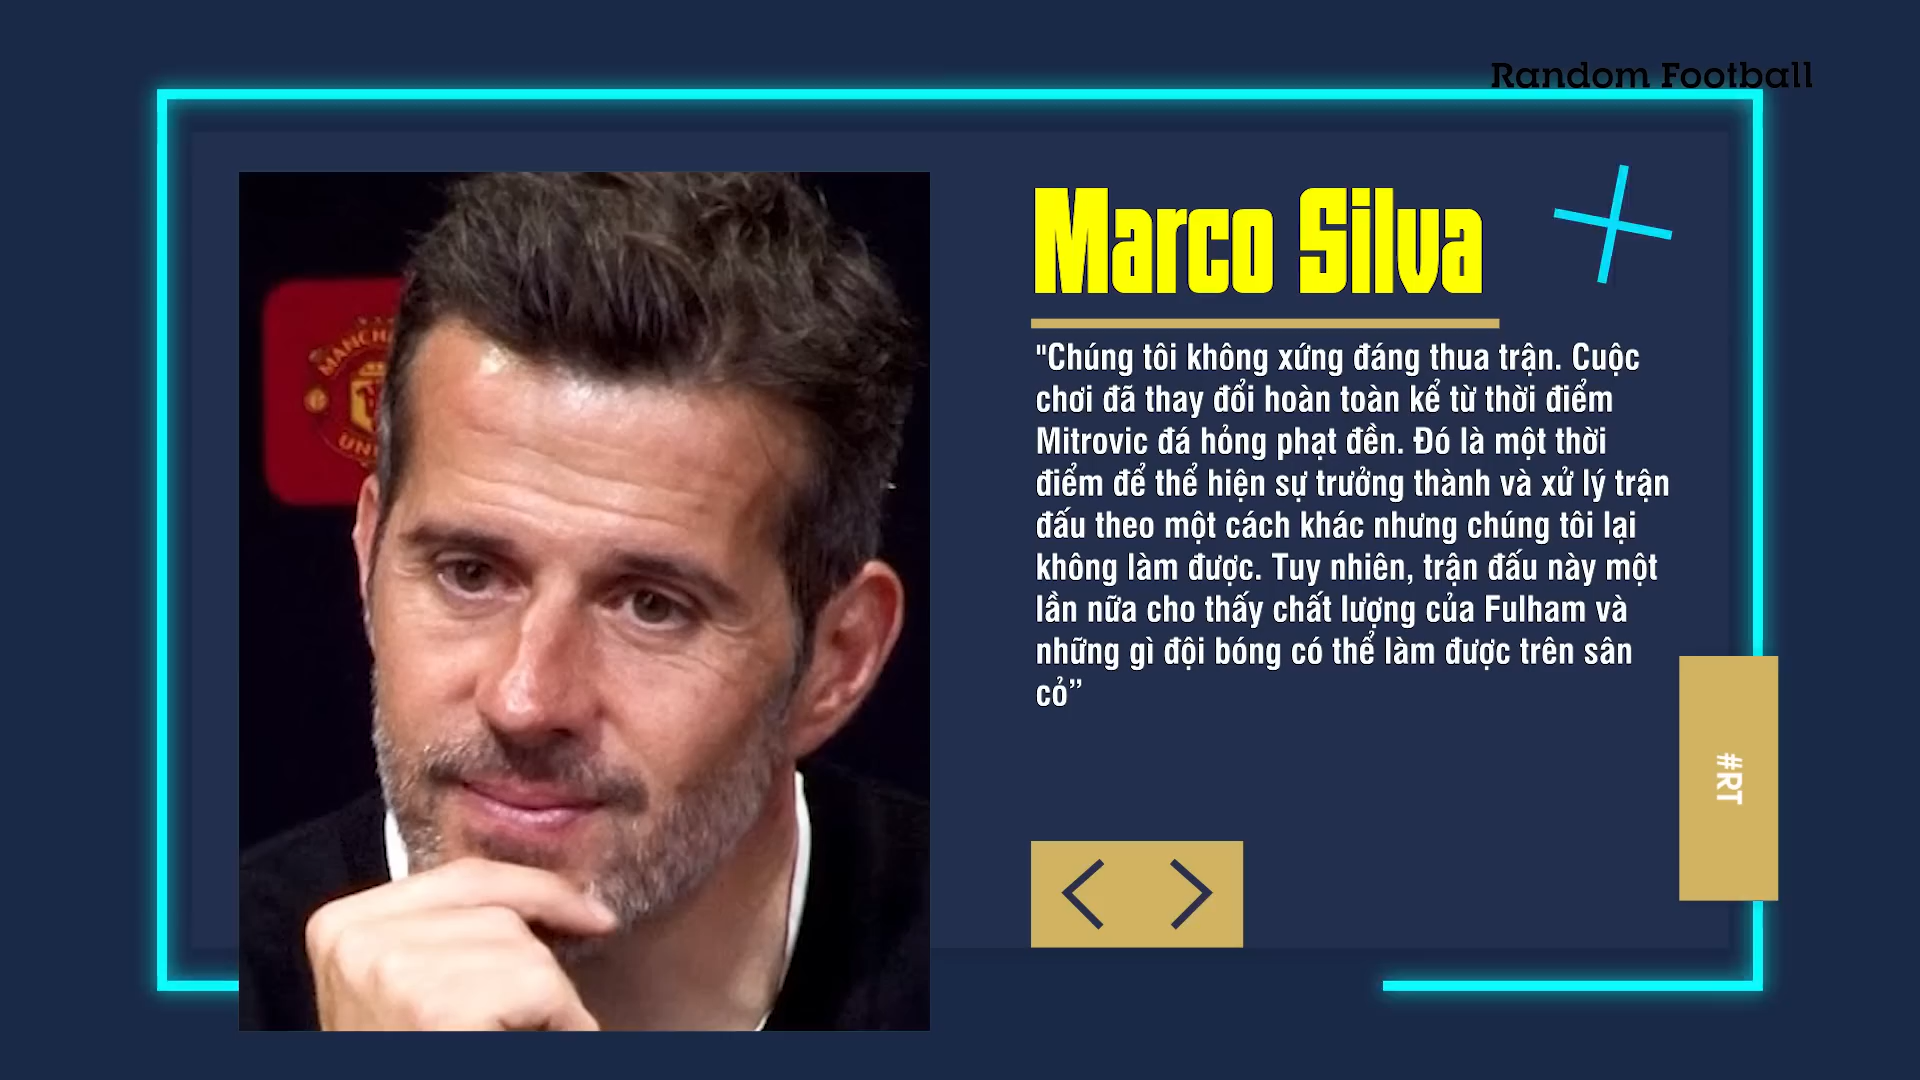 Random Football
Marco Silva
"Chúng tôi không xứng đáng thua trận. Cuộc
chơi đã thay đổi hoàn toàn kể từ thời điểm
Mitrovic đá hỏng phạt đền. Đó là một thời
điểm để thể hiện sự trưởng thành và xử lý trận
đấu theo một cách khác nhưng chúng tôi lại
không làm được. Tuy nhiên, trận đấu này một
lần nữa cho thấy chất lượng của Fulham và
những gì đội bóng có thể làm được trên sân
cỏ”
#RT